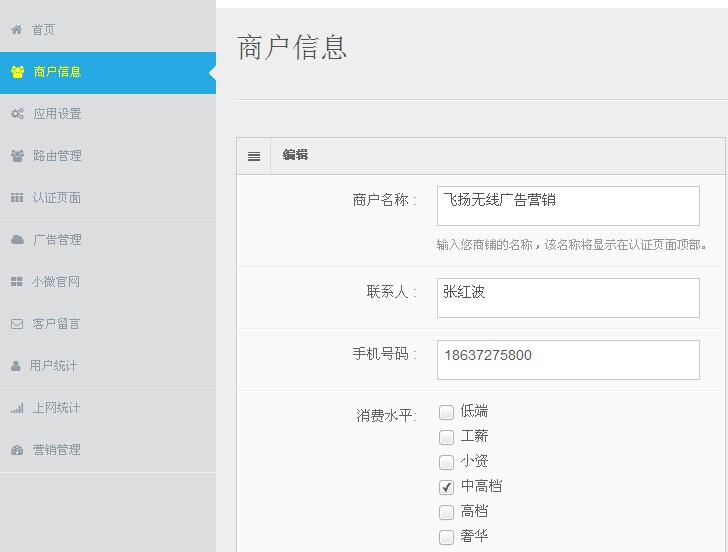 首页
商户信息
应用设置
路由管理
认证页面
广告管理
小微官网
客户留言
用户统计
上网统计
营销管理
商户信息
编辑
商户名称：
飞扬无线广告营销
输入您商铺的名称，该名称将显示在认证页面顶部。
联系人：
张红波
手机号码：
18637275800
消费水平：
低端
工薪
小资
中高档
高档
奢华